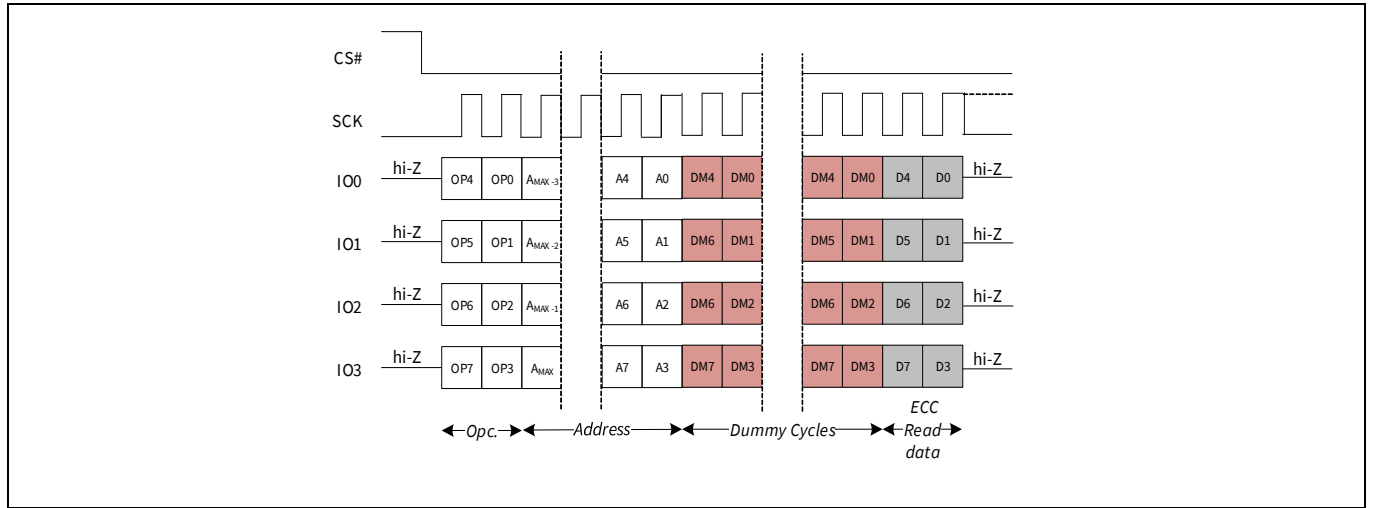 CS#
SCK
IO0 hi-Z OP4 OP0 AMAX -3 A4 A0 DM4 DM0 DM4 DM0 D4 D0 hi-Z
IO1 hi-Z OP5 OP1 AMAX -2 A5 A1 DM6 DM1 DM5 DM1 D5 D1 hi-Z
IO2 hi-Z OP6 OP2 AMAX -1 A6 A2 DM6 DM2 DM6 DM2 D6 D2 hi-Z
IO3 hi-Z OP7 OP3 AMAX A7 A3 DM7 DM3 DM7 DM3 D7 D3 hi-Z
Opc. Address Dummy Cycles ECC
Read
data